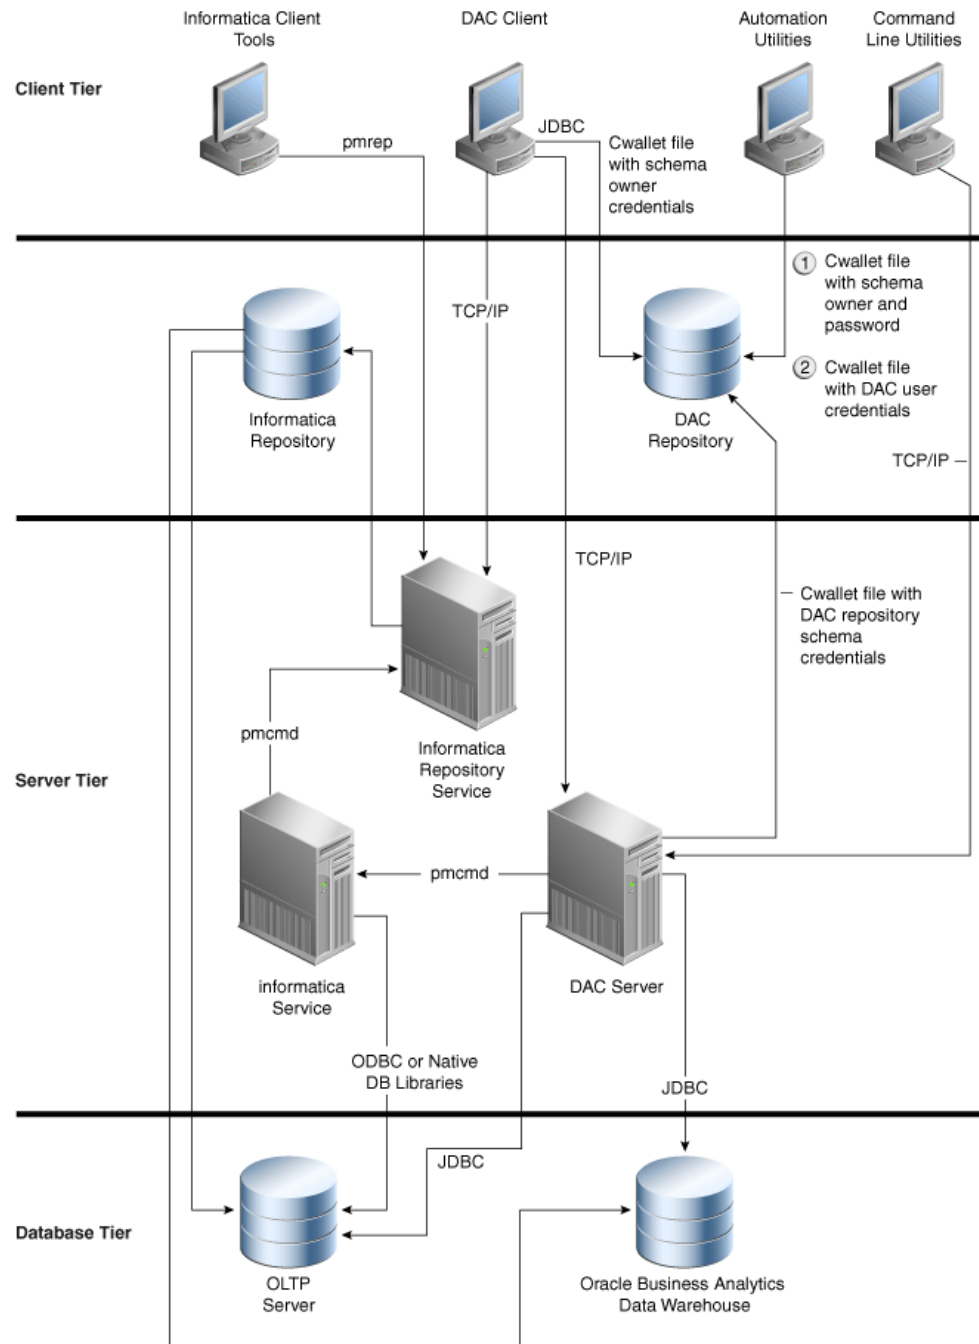 Informatica Client
Tools
DAC Client
Automation
Utilities
Command
Line Utilities
Client Tier
pmrep
JDBC
Cwallet file
with schema
owner
credentials
1
Cwallet file
with schema
owner and
password
2
Cwallet file
with DAC user
credentials
TCP/IP
Informatica
Repository
DAC
Repository
TCP/IP
TCP/IP
Cwallet file with
DAC repository
schema
credentials
Informatica
Repository
Service
pmcmd
Server Tier
pmcmd
informatica
Service
DAC Server
ODBC or Native
DB Libraries
JDBC
JDBC
Database Tier
OLTP
Server
Oracle Business Analytics
Data Warehouse